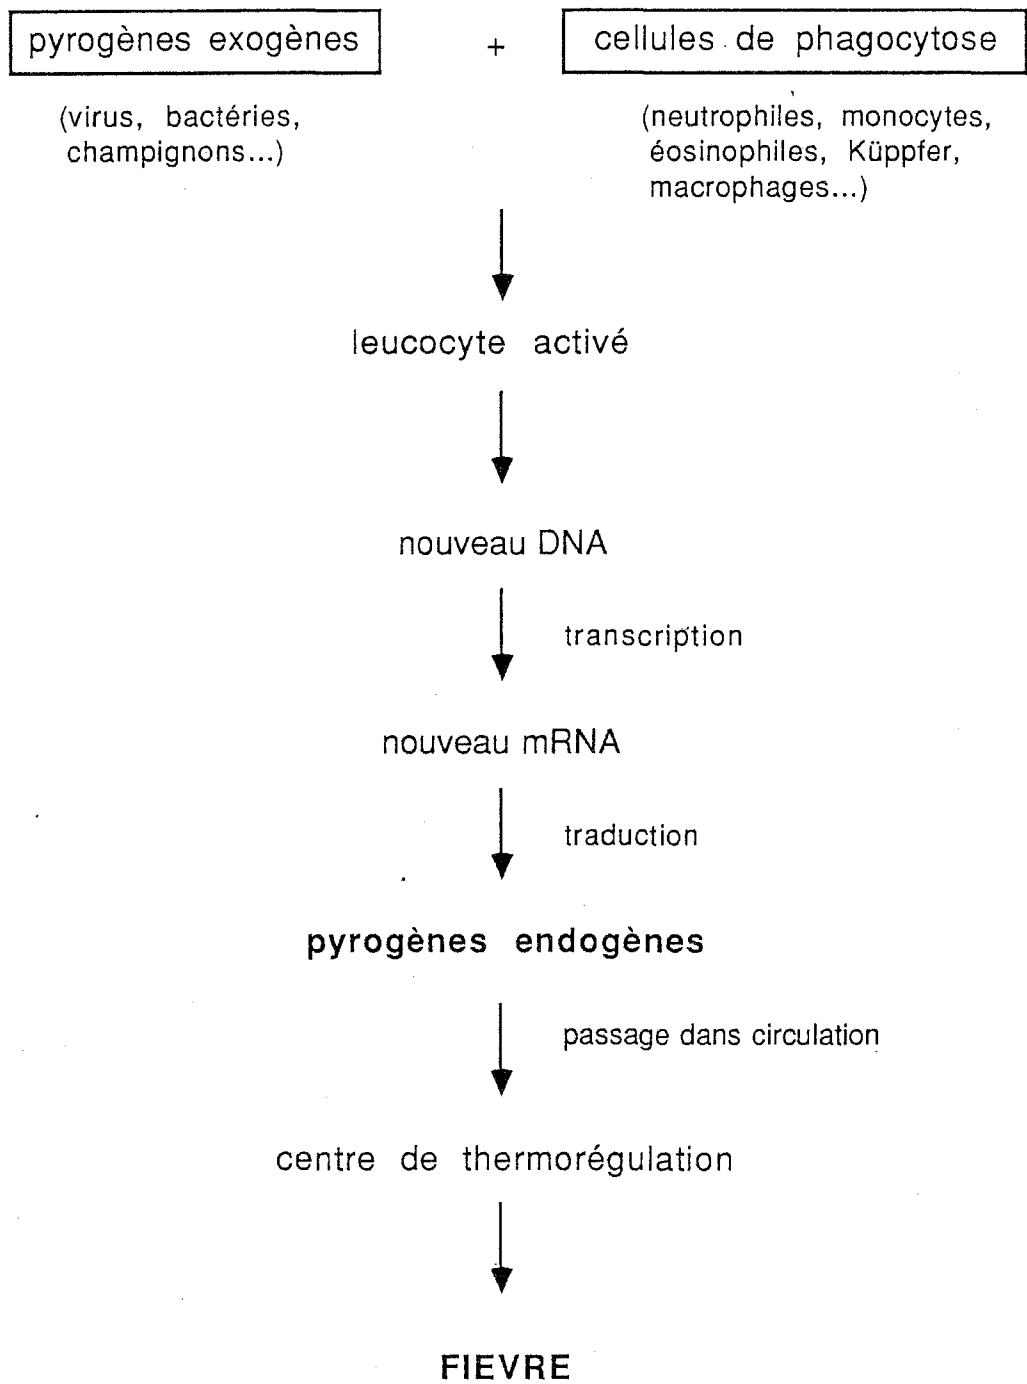 pyrogènes exogènes + cellules de phagocytose
(virus, bactéries,
champignons...)
(neutrophiles, monocytes,
éosinophiles, Küppfer,
macrophages...)
leucocyte activé
nouveau DNA
transcription
nouveau mRNA
traduction
pyrogènes endogènes
passage dans circulation
centre de thermorégulation
FIEVRE